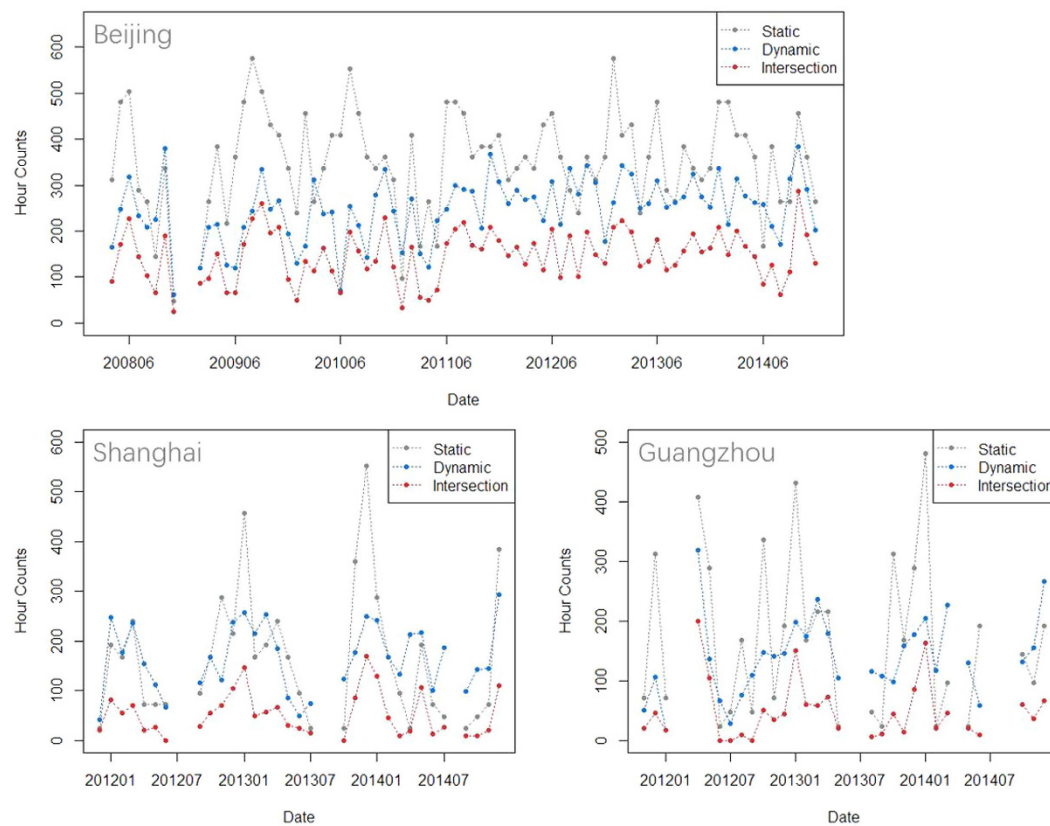 Beijing
Static
Dynamic
Intersection
Hour Counts
600
500
400
300
200
100
0
200806 200906 201006 201106 201206 201306 201406
Date
Shanghai
Static
Dynamic
Intersection
Hour Counts
600
500
400
300
200
100
0
201201 201207 201301 201307 201401 201407
Date
Guangzhou
Static
Dynamic
Intersection
Hour Counts
500
400
300
200
100
0
201201 201207 201301 201307 201401 201407
Date